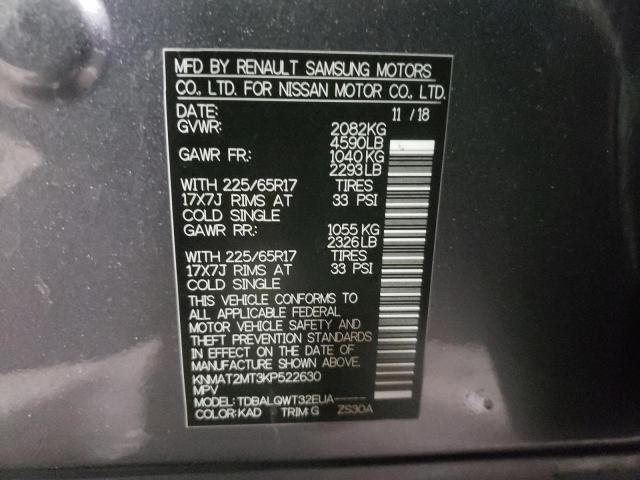 MFD BY RENAULT SAMSUNG MOTORS
CO., LTD. FOR NISSAN MOTOR CO., LTD.
DATE: 11 / 18
GVWR: 2082KG
4590LB
GAWR FR: 1040 KG
2293 LB
WITH 225/65R17 TIRES
17X7J RIMS AT 33 PSI
COLD SINGLE
GAWR RR: 1055 KG
2326 LB
WITH 225/65R17 TIRES
17X7J RIMS AT 33 PSI
COLD SINGLE
THIS VEHICLE CONFORMS TO
ALL APPLICABLE FEDERAL
MOTOR VEHICLE SAFETY AND
THEFT PREVENTION STANDARD
IN EFFECT ON THE DATE OF
MANUFACTURE SHOWN ABOVE.
KNMAT2MT3KP522630
MPV
MODEL: TDBALQWT32EUA-----
COLOR: KAD TRIM: G ZS30A